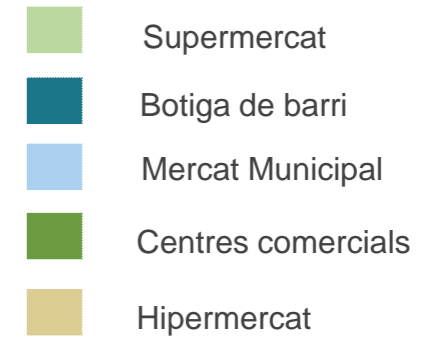 Supermercat
Botiga de barri
Mercat Municipal
Centres comercials
Hipermercat